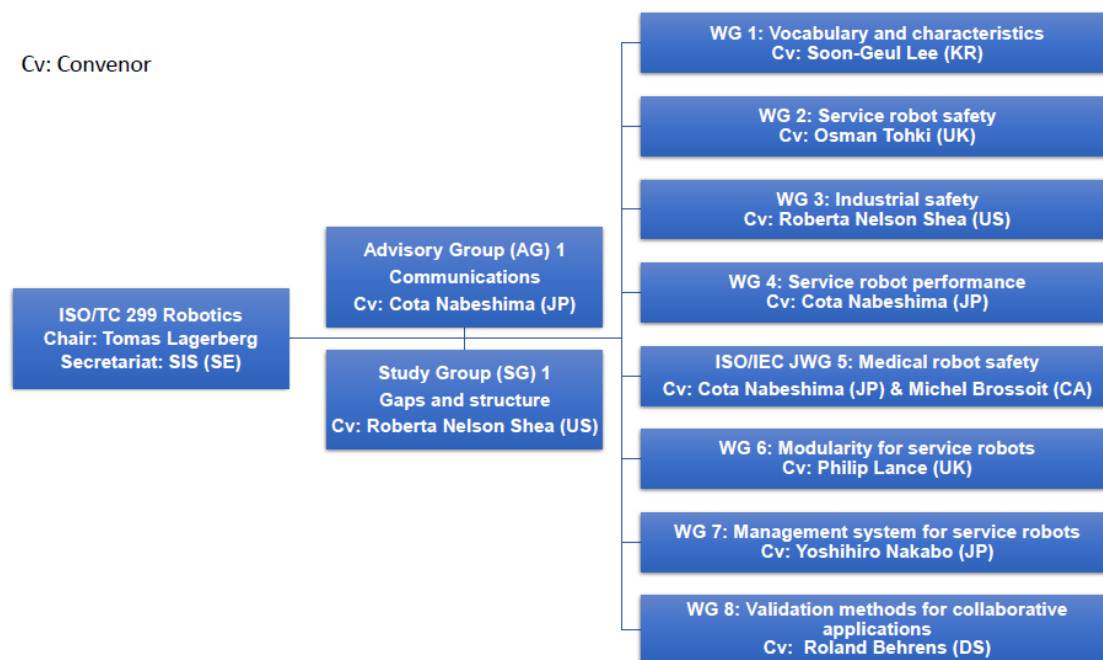 Cv: Convenor
ISO/TC 299 Robotics
Chair: Tomas Lagerberg
Secretariat: SIS (SE)
Advisory Group (AG) 1
Communications
Cv: Cota Nabeshima (JP)
Study Group (SG) 1
Gaps and structure
Cv: Roberta Nelson Shea (US)
WG 1: Vocabulary and characteristics
Cv: Soon-Geul Lee (KR)
WG 2: Service robot safety
Cv: Osman Tohki (UK)
WG 3: Industrial safety
Cv: Roberta Nelson Shea (US)
WG 4: Service robot performance
Cv: Cota Nabeshima (JP)
ISO/IEC JWG 5: Medical robot safety
Cv: Cota Nabeshima (JP) & Michel Brossoit (CA)
WG 6: Modularity for service robots
Cv: Philip Lance (UK)
WG 7: Management system for service robots
Cv: Yoshihiro Nakabo (JP)
WG 8: Validation methods for collaborative
applications
Cv: Roland Behrens (DS)